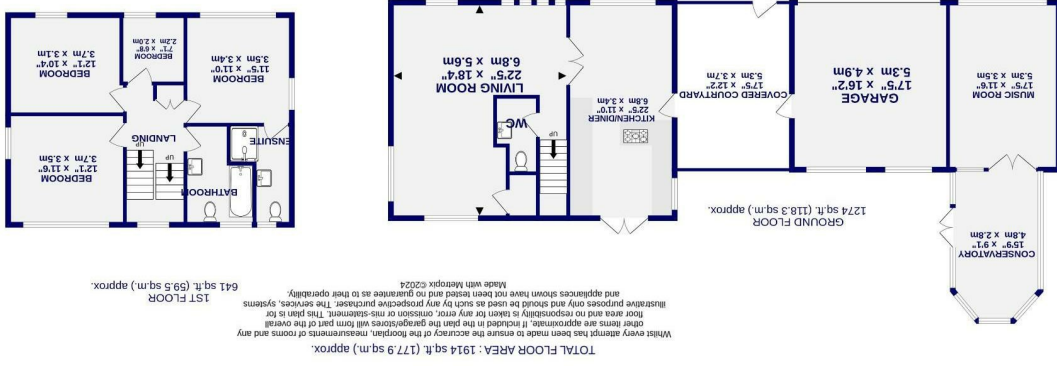 GROUND FLOOR
1274 sq.ft. (118.3 sq.m.) approx.
1ST FLOOR
641 sq.ft. (59.5 sq.m.) approx.
CONSERVATORY
15'9" x 9'1"
4.8m x 2.8m
MUSIC ROOM
17'5" x 11'6"
5.3m x 3.5m
GARAGE
17'5" x 16'2"
5.3m x 4.9m
COVERED COURTYARD
17'5" x 12'2"
5.3m x 3.7m
KITCHEN/DINER
22'5" x 11'0"
6.8m x 3.4m
UP
WC
LIVING ROOM
22'5" x 18'4"
6.8m x 5.6m
ENSUITE
BATHROOM
UP
UP
LANDING
BEDROOM
12'1" x 11'6"
3.7m x 3.5m
BEDROOM
11'5" x 11'0"
3.5m x 3.4m
BEDROOM
7'1" x 6'8"
2.2m x 2.0m
BEDROOM
12'1" x 10'4"
3.7m x 3.1m
TOTAL FLOOR AREA : 1914 sq.ft. (177.9 sq.m.) approx.
Whilst every attempt has been made to ensure the accuracy of the floorplan, measurements of rooms and any
other items are approximate. If included in the plan the garage/stores will form part of the overall
floor area and no responsibility is taken for any error, omission or mis-statement. This plan is for
illustrative purposes only and should be used as such by any prospective purchaser. The services, systems
and appliances shown have not been tested and no guarantee as to their operability.
Made with Metropix ©2024